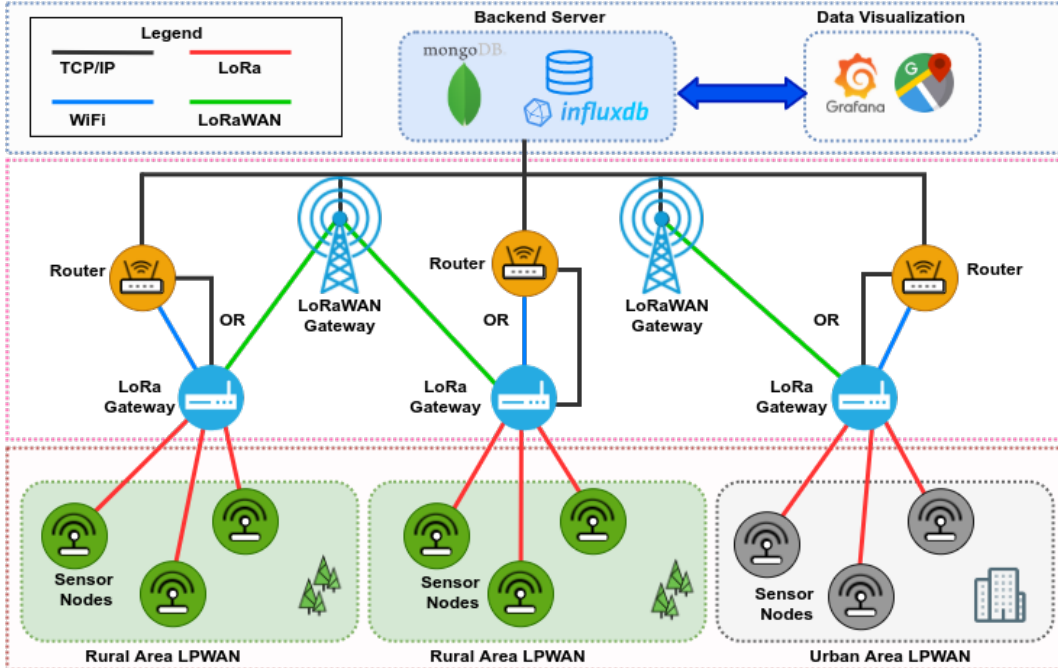 Legend
TCP/IP
LoRa
WiFi
LoRaWAN
Backend Server
mongoDB.
influxdb
Data Visualization
Grafana
G
Router
OR
LoRaWAN
Gateway
Router
OR
LoRaWAN
Gateway
OR
Router
LoRa
Gateway
LoRa
Gateway
LoRa
Gateway
Sensor
Nodes
Sensor
Nodes
Sensor
Nodes
Rural Area LPWAN
Rural Area LPWAN
Urban Area LPWAN